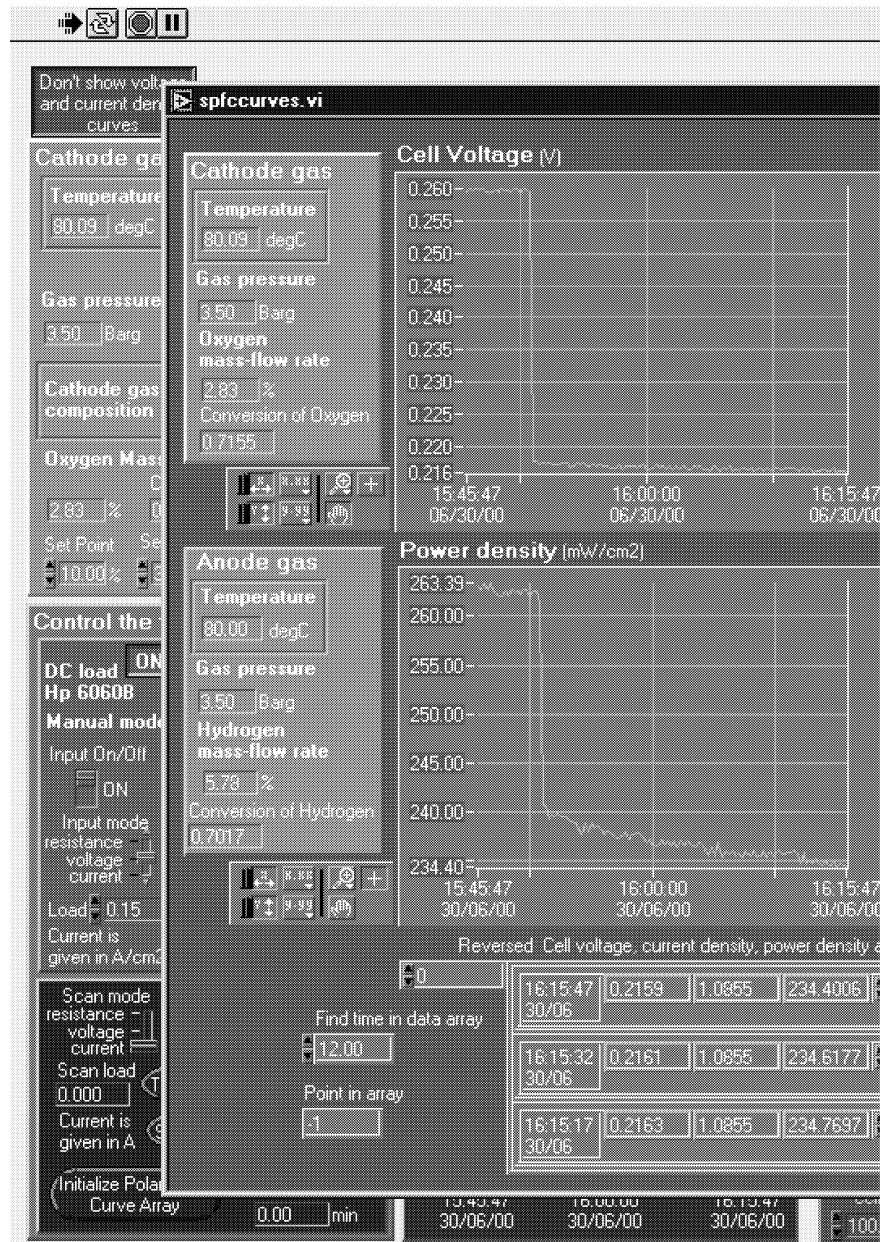 Don't show voltage
and current den
curves
spfccurves.vi
Cathode ga
Temperature
80.09 degC
Gas pressure
3.50 Barg
Cathode gas
composition
Oxygen Mas
2.83 %
Set Point Se
10.00 %
Cathode gas
Temperature
80.09 degC
Gas pressure
3.50 Barg
Oxygen
mass-flow rate
2.83 %
Conversion of Oxygen
0.7155
Cell Voltage (V)
0.260
0.255
0.250
0.245
0.240
0.235
0.230
0.225
0.220
0.216
15:45:47 16:00:00 16:15:47
06/30/00 06/30/00 06/30/00
Control the
DC load ON
Hp 6060B
Manual mode
Input On/Off
ON
Input mode
resistance
voltage
current
Load 0.15
Current is
given in A/cm2
Anode gas
Temperature
80.00 degC
Gas pressure
3.50 Barg
Hydrogen
mass-flow rate
5.78 %
Conversion of Hydrogen
0.7017
Power density (mW/cm2)
263.39
260.00
255.00
250.00
245.00
240.00
234.40
15:45:47 16:00:00 16:15:47
30/06/00 30/06/00 30/06/00
Reversed Cell voltage, current density, power density a
0
Find time in data array
12.00
Point in array
-1
16:15:47 0.2159 1.0855 234.4006
30/06
16:15:32 0.2161 1.0855 234.6177
30/06
16:15:17 0.2163 1.0855 234.7697
30/06
Scan mode
resistance
voltage
current
Scan load
0.000
Current is
given in A
Initialize Polar
Curve Array
0.00 min
30/06/00 30/06/00 30/06/00
100